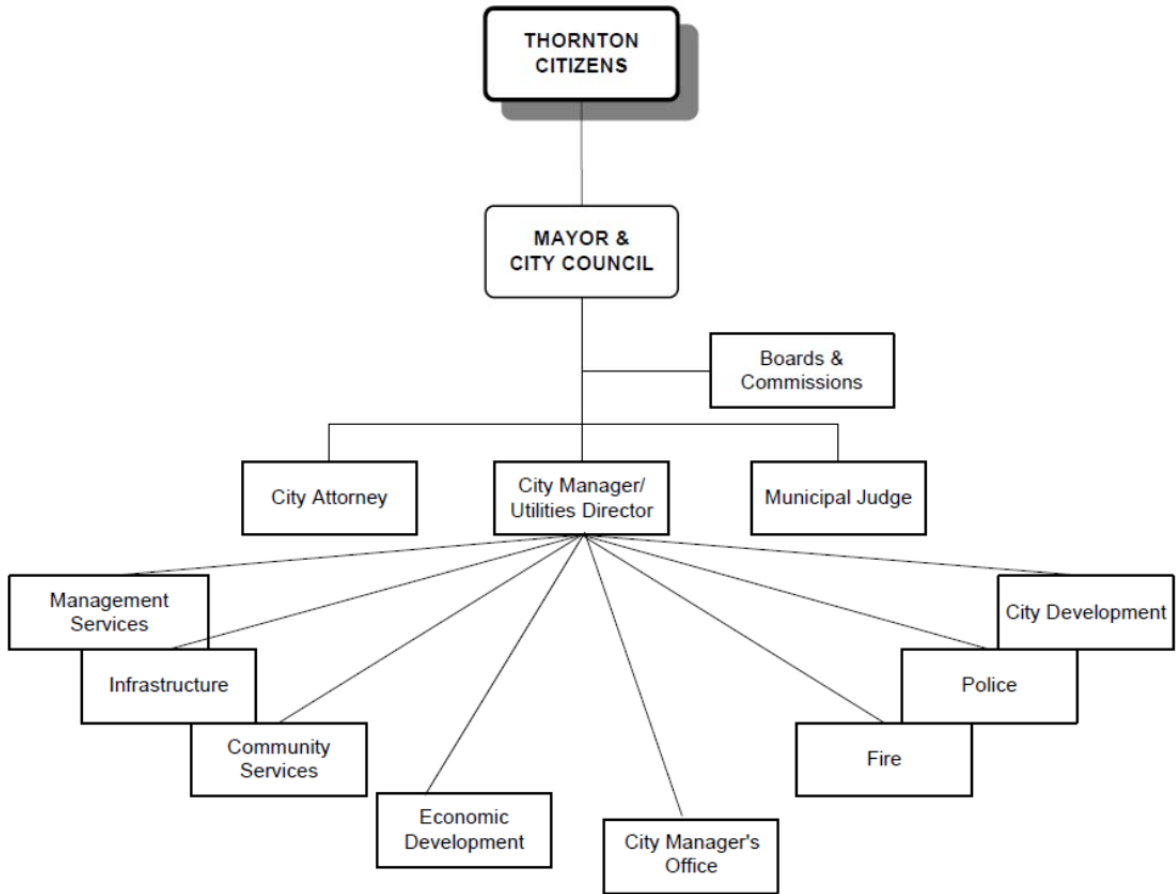 THORNTON
CITIZENS
MAYOR &
CITY COUNCIL
Boards &
Commissions
City Attorney
City Manager/
Utilities Director
Municipal Judge
Management
Services
City Development
Infrastructure
Police
Community
Services
Fire
Economic
Development
City Manager's
Office